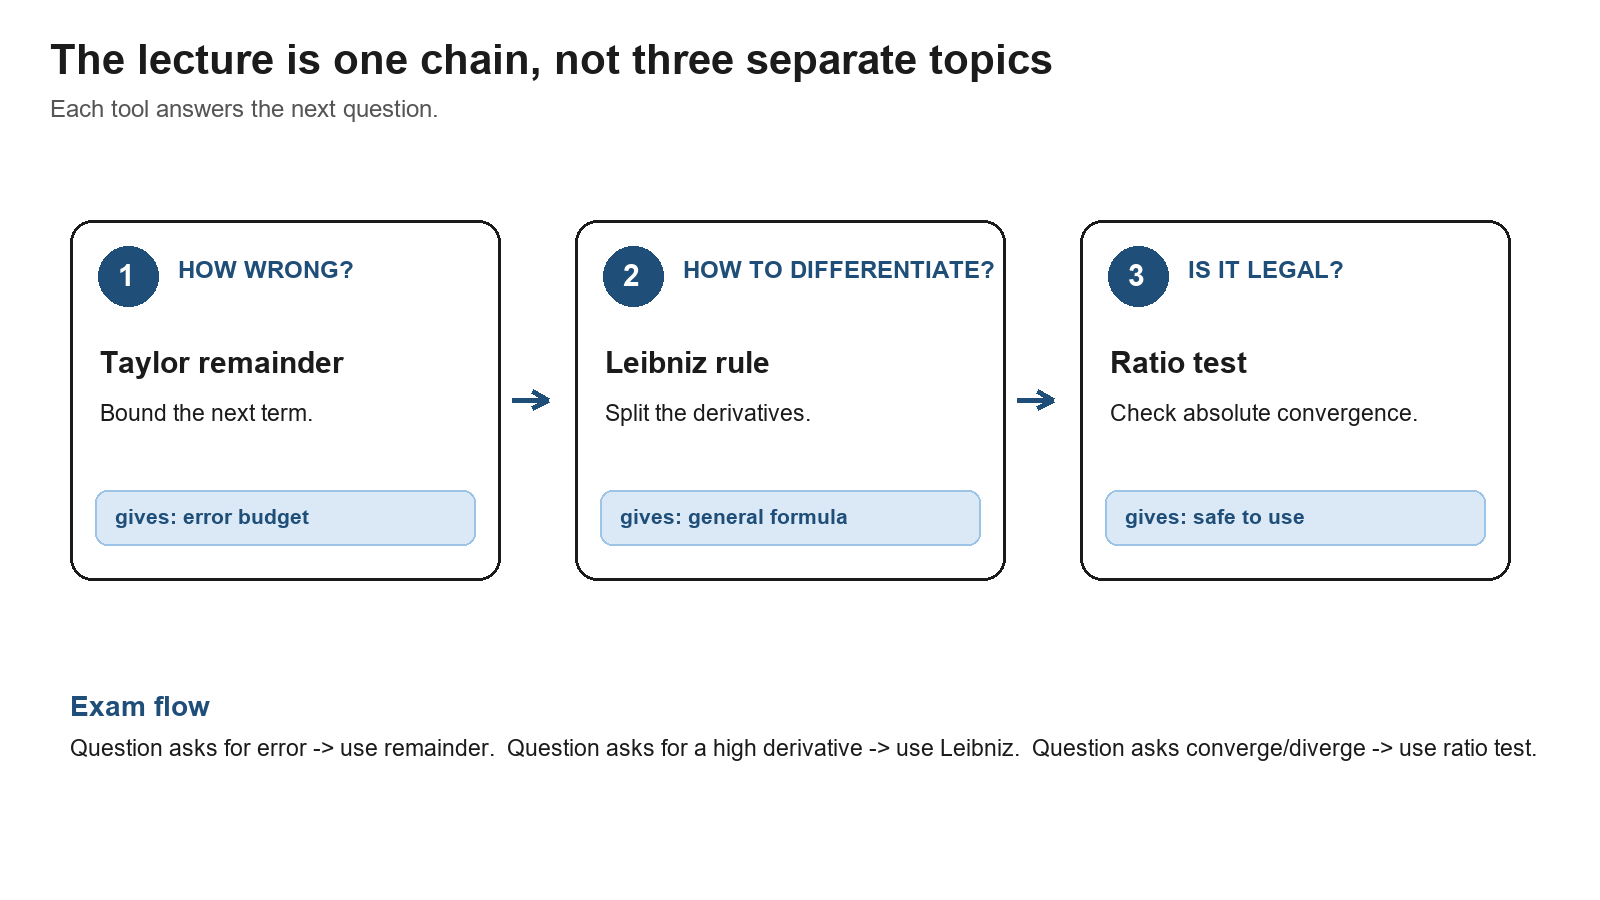 The lecture is one chain, not three separate topics
Each tool answers the next question.
1
HOW WRONG?
Taylor remainder
Bound the next term.
gives: error budget
2
HOW TO DIFFERENTIATE?
Leibniz rule
Split the derivatives.
gives: general formula
3
IS IT LEGAL?
Ratio test
Check absolute convergence.
gives: safe to use
Exam flow
Question asks for error -> use remainder.  Question asks for a high derivative -> use Leibniz.  Question asks converge/diverge -> use ratio test.